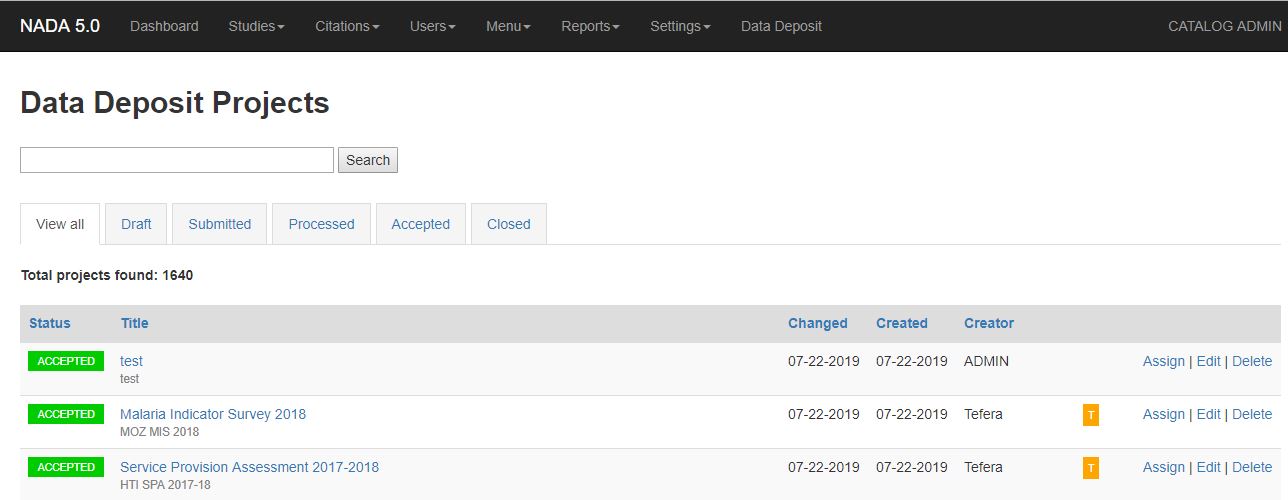 NADA 5.0 Dashboard Studies Citations Users Menu Reports Settings Data Deposit CATALOG ADMIN
Data Deposit Projects
Search
View all Draft Submitted Processed Accepted Closed
Total projects found: 1640
Status Title Changed Created Creator
ACCEPTED test 07-22-2019 07-22-2019 ADMIN Assign | Edit | Delete
test
ACCEPTED Malaria Indicator Survey 2018 07-22-2019 07-22-2019 Tefera T Assign | Edit | Delete
MOZ MIS 2018
ACCEPTED Service Provision Assessment 2017-2018 07-22-2019 07-22-2019 Tefera T Assign | Edit | Delete
HTI SPA 2017-18